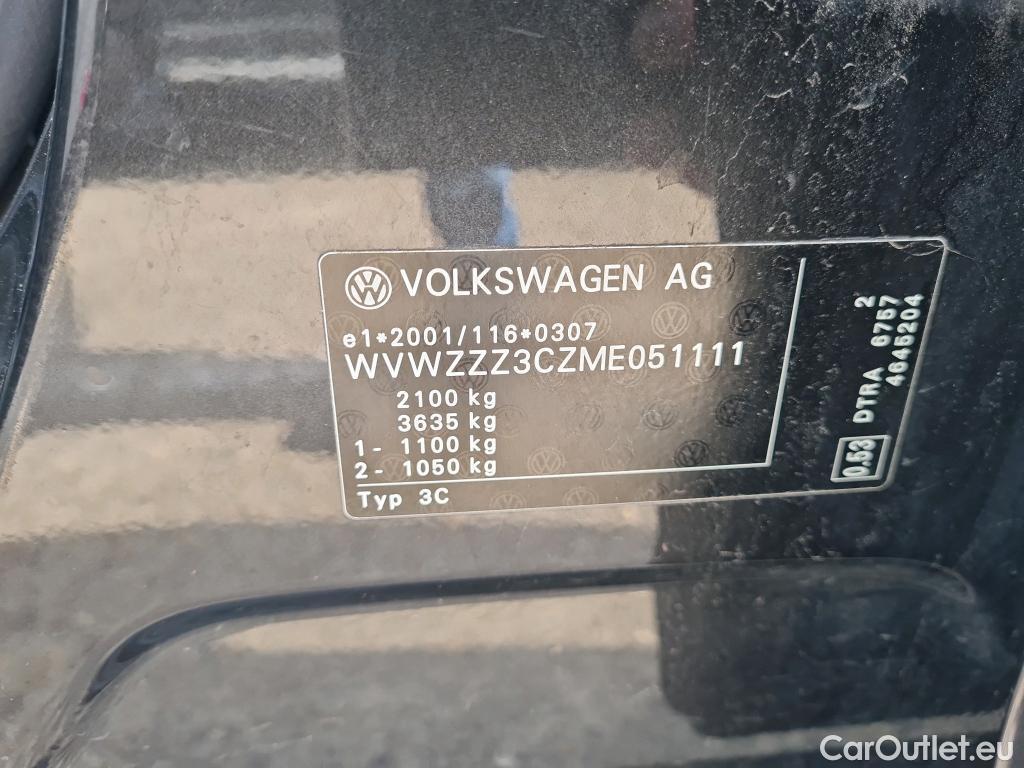 VOLKSWAGEN AG
e1*2001/116*0307
WVWZZZ3CZME051111
2100 kg
3635 kg
1 - 1100 kg
2 - 1050 kg
Typ 3C
0.53 DTRA 6757 2
4645204
CarOutlet.eu